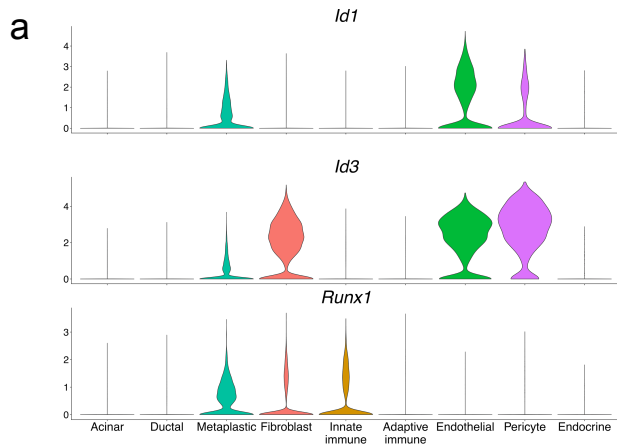 a
Id1
4
3
2
1
0
Id3
4
2
0
Runx1
3
2
1
0
Acinar Ductal Metaplastic Fibroblast Innate immune Adaptive immune Endothelial Pericyte Endocrine